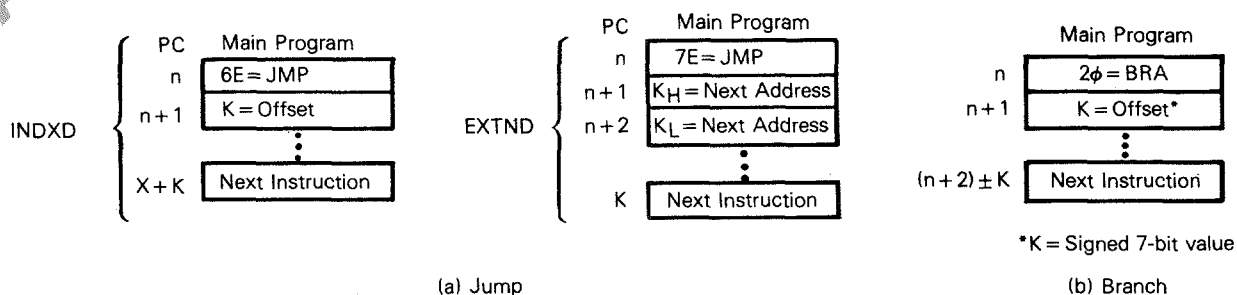 INDXD
PC Main Program
n 6E = JMP
n + 1 K = Offset
X + K Next Instruction
EXTND
PC Main Program
n 7E = JMP
n + 1 KH = Next Address
n + 2 KL = Next Address
K Next Instruction
(a) Jump
Main Program
n 2ϕ = BRA
n + 1 K = Offset*
(n + 2) ± K Next Instruction
*K = Signed 7-bit value
(b) Branch